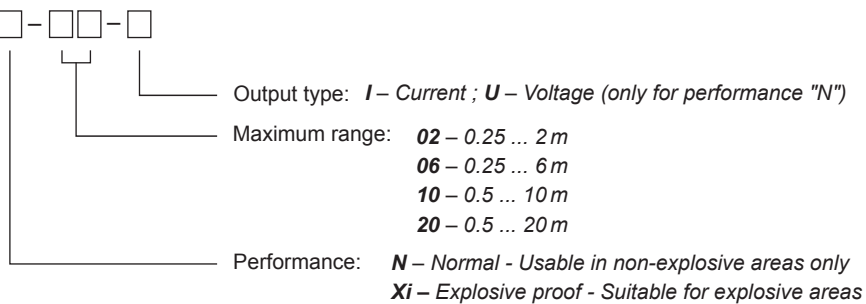 Output type: I – Current ; U – Voltage (only for performance "N")
Maximum range: 02 – 0.25 ... 2 m
06 – 0.25 ... 6 m
10 – 0.5 ... 10 m
20 – 0.5 ... 20 m
Performance: N – Normal - Usable in non-explosive areas only
Xi – Explosive proof - Suitable for explosive areas